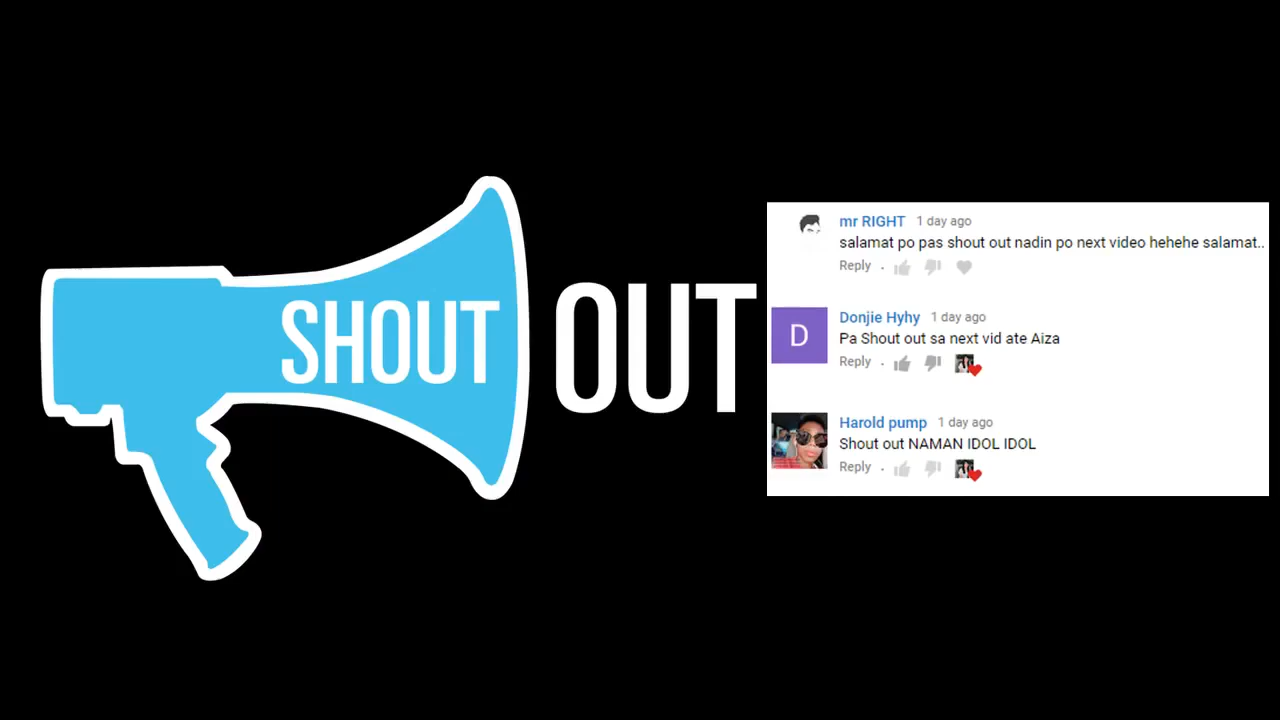 SHOUT OUT
mr RIGHT 1 day ago
salamat po pas shout out nadin po next video hehehe salamat..
Reply
D
Donjie Hyhy 1 day ago
Pa Shout out sa next vid ate Aiza
Reply
Harold pump 1 day ago
Shout out NAMAN IDOL IDOL
Reply